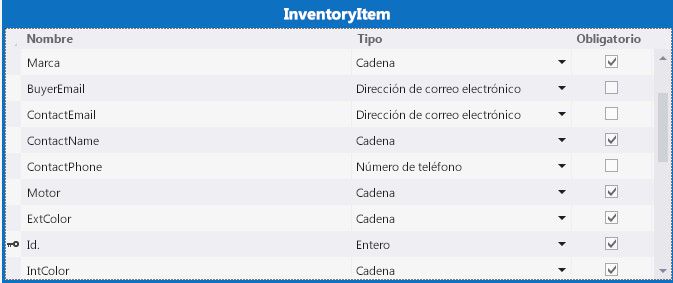 InventoryItem
Nombre Tipo Obligatorio
Marca Cadena
BuyerEmail Dirección de correo electrónico
ContactEmail Dirección de correo electrónico
ContactName Cadena
ContactPhone Número de teléfono
Motor Cadena
ExtColor Cadena
Id. Entero
IntColor Cadena